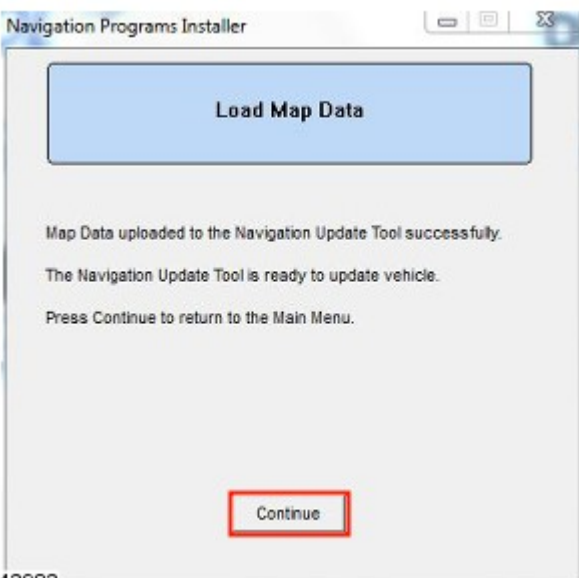 Navigation Programs Installer
Load Map Data
Map Data uploaded to the Navigation Update Tool successfully.
The Navigation Update Tool is ready to update vehicle.
Press Continue to return to the Main Menu.
Continue